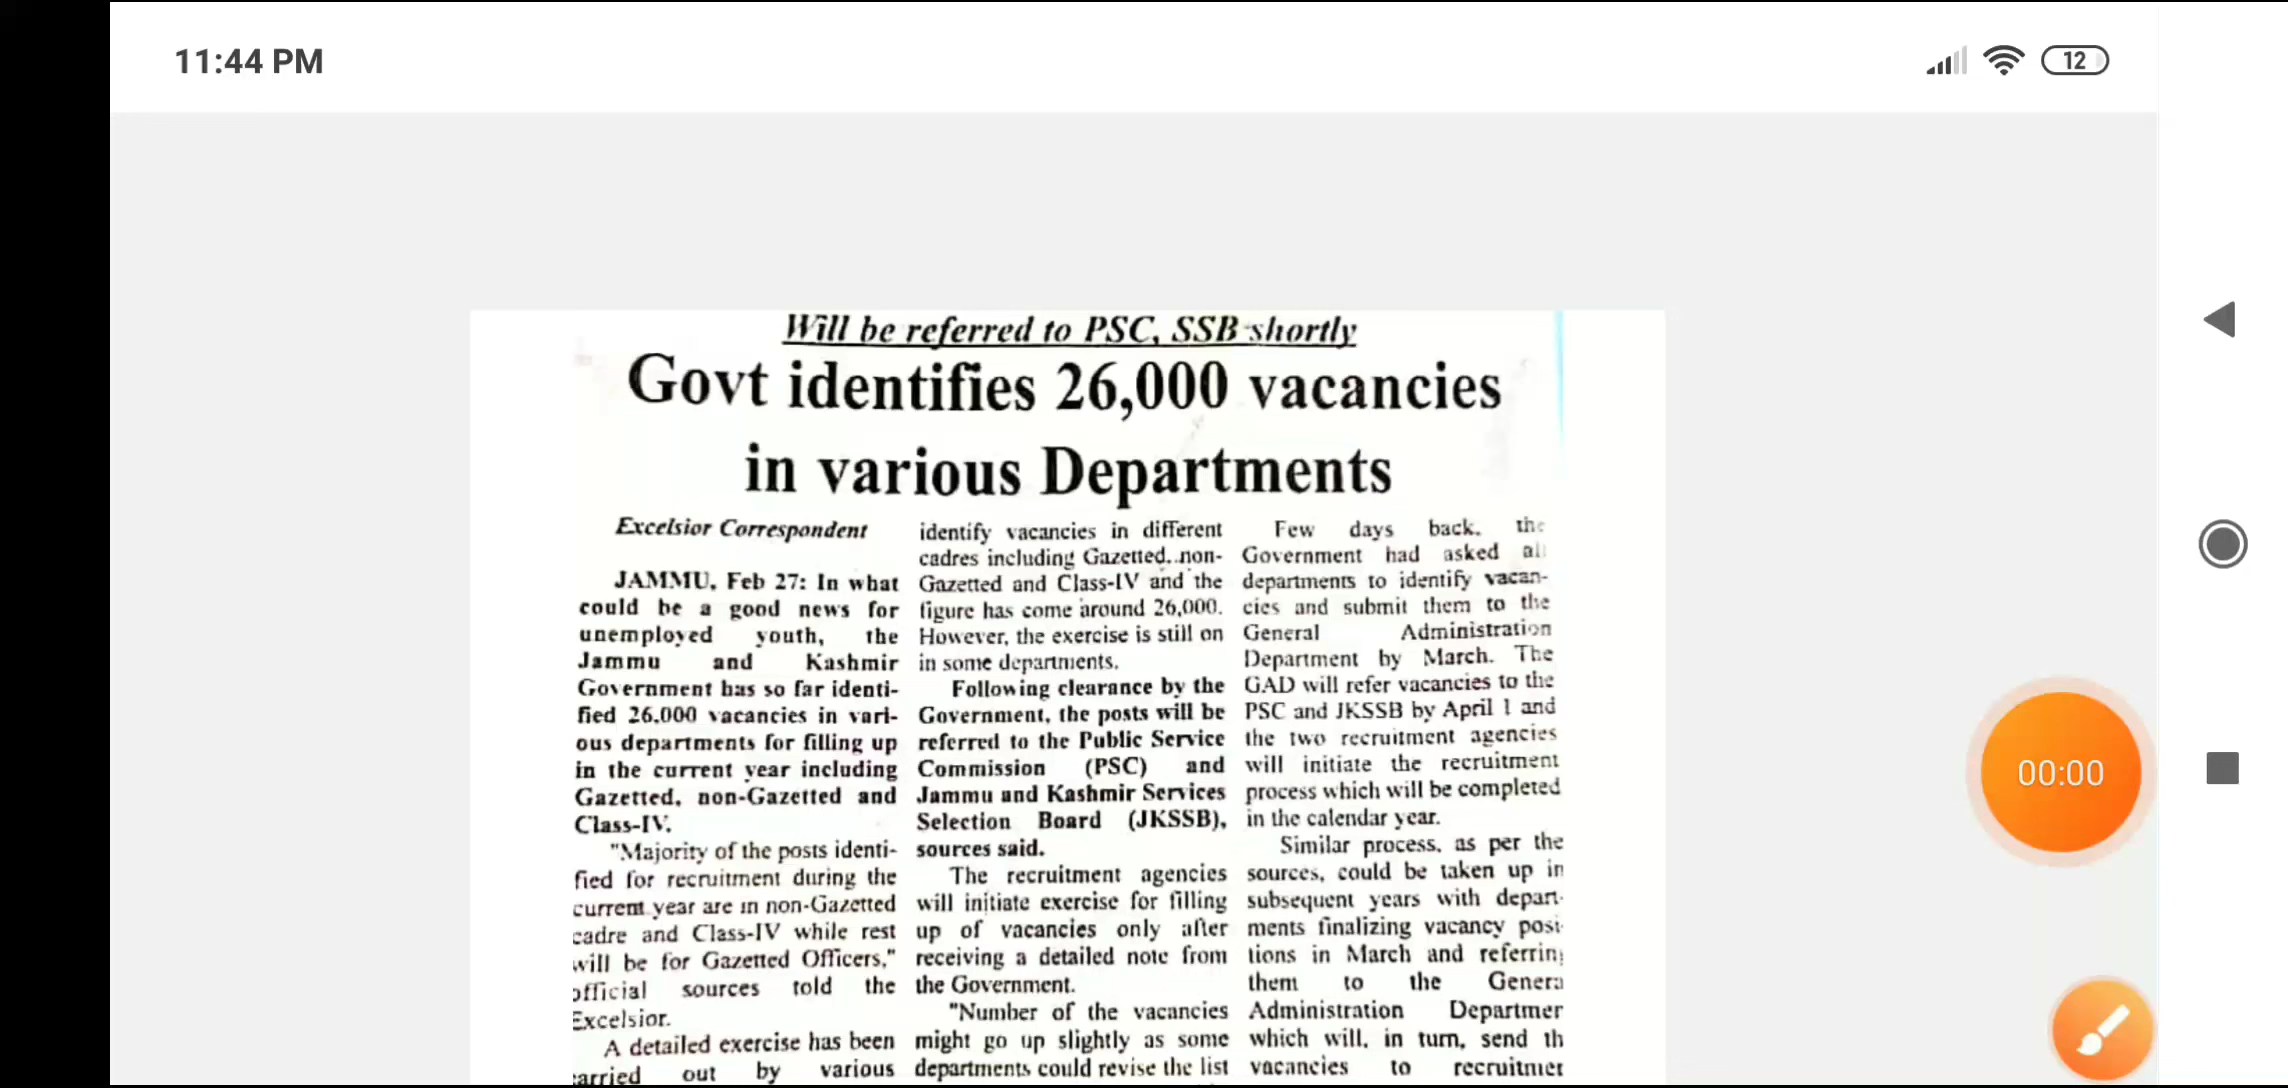 11:44 PM
12
Will be referred to PSC, SSB shortly
Govt identifies 26,000 vacancies
in various Departments
Excelsior Correspondent
JAMMU, Feb 27: In what
could be a good news for
unemployed youth, the
Jammu and Kashmir
Government has so far identi-
fied 26,000 vacancies in vari-
ous departments for filling up
in the current year including
Gazetted, non-Gazetted and
Class-IV.
"Majority of the posts identi-
fied for recruitment during the
current year are in non-Gazetted
cadre and Class-IV while rest
will be for Gazetted Officers,"
official sources told the
Excelsior.
A detailed exercise has been
carried out by various
identify vacancies in different
cadres including Gazetted, non-
Gazetted and Class-IV and the
figure has come around 26,000.
However, the exercise is still on
in some departments.
Following clearance by the
Government, the posts will be
referred to the Public Service
Commission (PSC) and
Jammu and Kashmir Services
Selection Board (JKSSB),
sources said.
The recruitment agencies
will initiate exercise for filling
up of vacancies only after
receiving a detailed note from
the Government.
"Number of the vacancies
might go up slightly as some
departments could revise the list
Few days back, the
Government had asked all
departments to identify vacan-
cies and submit them to the
General Administration
Department by March. The
GAD will refer vacancies to the
PSC and JKSSB by April 1 and
the two recruitment agencies
will initiate the recruitment
process which will be completed
in the calendar year.
Similar process, as per the
sources, could be taken up in
subsequent years with depart-
ments finalizing vacancy posi-
tions in March and referrin
them to the Genera
Administration Departmer
which will, in turn, send th
vacancies to recruitmer
00:00